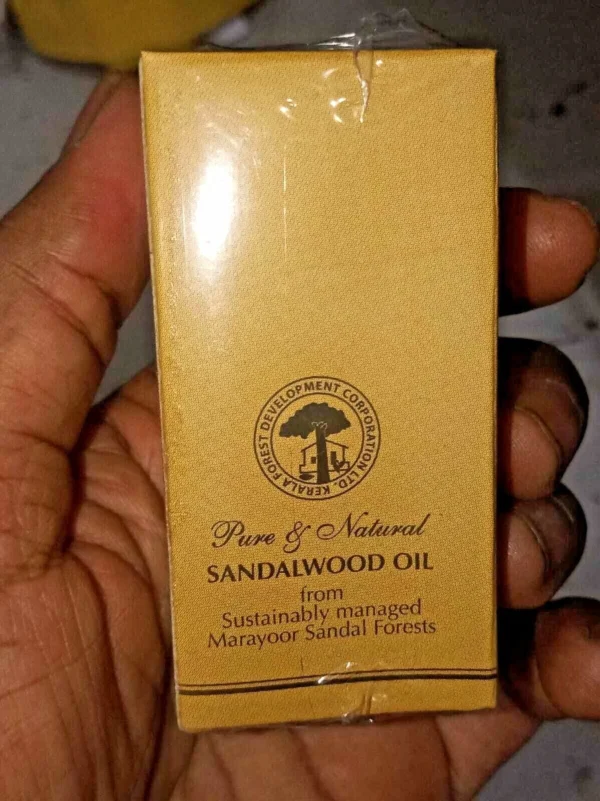 KERALA FOREST DEVELOPMENT CORPORATION LTD.
Pure & Natural
SANDALWOOD OIL
from
Sustainably managed
Marayoor Sandal Forests